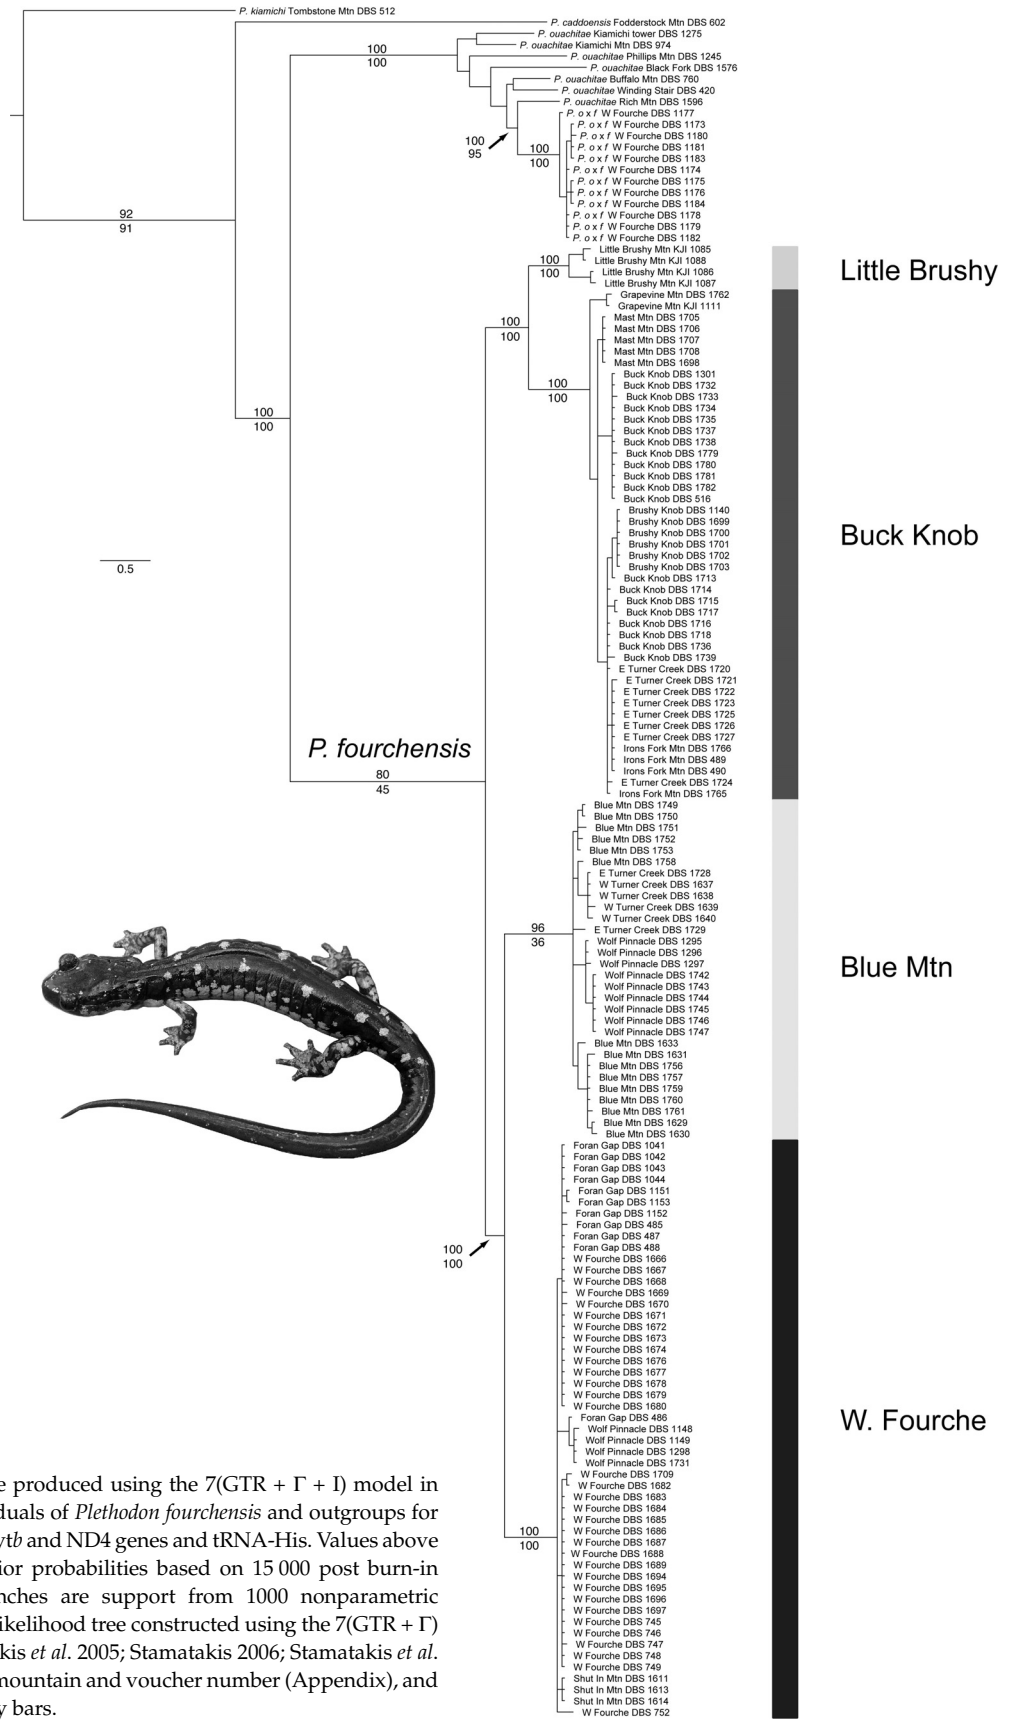 P. kiamichi Tombstone Mtn DBS 512
P. caddoensis Fodderstock Mtn DBS 602
P. ouachitae Kiamichi tower DBS 1275
P. ouachitae Kiamichi Mtn DBS 974
P. ouachitae Phillips Mtn DBS 1245
P. ouachitae Black Fork DBS 1576
P. ouachitae Buffalo Mtn DBS 760
P. ouachitae Winding Stair DBS 420
P. ouachitae Rich Mtn DBS 1596
P. o x f W Fourche DBS 1177
P. o x f W Fourche DBS 1173
P. o x f W Fourche DBS 1180
P. o x f W Fourche DBS 1181
P. o x f W Fourche DBS 1183
P. o x f W Fourche DBS 1174
P. o x f W Fourche DBS 1175
P. o x f W Fourche DBS 1176
P. o x f W Fourche DBS 1184
P. o x f W Fourche DBS 1178
P. o x f W Fourche DBS 1179
P. o x f W Fourche DBS 1182
100
100
100
95
100
100
92
91
Little Brushy Mtn KJI 1085
Little Brushy Mtn KJI 1088
Little Brushy Mtn KJI 1086
Little Brushy Mtn KJI 1087
100
100
Little Brushy
Grapevine Mtn DBS 1762
Grapevine Mtn KJI 1111
Mast Mtn DBS 1705
Mast Mtn DBS 1706
Mast Mtn DBS 1707
Mast Mtn DBS 1708
Mast Mtn DBS 1698
100
100
Buck Knob DBS 1301
Buck Knob DBS 1732
Buck Knob DBS 1733
Buck Knob DBS 1734
Buck Knob DBS 1735
Buck Knob DBS 1737
Buck Knob DBS 1738
Buck Knob DBS 1779
Buck Knob DBS 1780
Buck Knob DBS 1781
Buck Knob DBS 1782
Buck Knob DBS 516
100
100
100
100
Brushy Knob DBS 1140
Brushy Knob DBS 1699
Brushy Knob DBS 1700
Brushy Knob DBS 1701
Brushy Knob DBS 1702
Brushy Knob DBS 1703
Buck Knob DBS 1713
Buck Knob DBS 1714
Buck Knob DBS 1715
Buck Knob DBS 1717
Buck Knob DBS 1716
Buck Knob DBS 1718
Buck Knob DBS 1736
Buck Knob DBS 1739
Buck Knob
0.5
E Turner Creek DBS 1720
E Turner Creek DBS 1721
E Turner Creek DBS 1722
E Turner Creek DBS 1723
E Turner Creek DBS 1725
E Turner Creek DBS 1726
E Turner Creek DBS 1727
Irons Fork Mtn DBS 1766
Irons Fork Mtn DBS 489
Irons Fork Mtn DBS 490
E Turner Creek DBS 1724
Irons Fork Mtn DBS 1765
P. fourchensis
80
45
Blue Mtn DBS 1749
Blue Mtn DBS 1750
Blue Mtn DBS 1751
Blue Mtn DBS 1752
Blue Mtn DBS 1753
Blue Mtn DBS 1758
E Turner Creek DBS 1728
W Turner Creek DBS 1637
W Turner Creek DBS 1638
W Turner Creek DBS 1639
W Turner Creek DBS 1640
E Turner Creek DBS 1729
96
36
Wolf Pinnacle DBS 1295
Wolf Pinnacle DBS 1296
Wolf Pinnacle DBS 1297
Wolf Pinnacle DBS 1742
Wolf Pinnacle DBS 1743
Wolf Pinnacle DBS 1744
Wolf Pinnacle DBS 1745
Wolf Pinnacle DBS 1746
Wolf Pinnacle DBS 1747
Blue Mtn
Blue Mtn DBS 1633
Blue Mtn DBS 1631
Blue Mtn DBS 1756
Blue Mtn DBS 1757
Blue Mtn DBS 1759
Blue Mtn DBS 1760
Blue Mtn DBS 1761
Blue Mtn DBS 1629
Blue Mtn DBS 1630
Foran Gap DBS 1041
Foran Gap DBS 1042
Foran Gap DBS 1043
Foran Gap DBS 1044
Foran Gap DBS 1151
Foran Gap DBS 1153
Foran Gap DBS 1152
Foran Gap DBS 485
Foran Gap DBS 487
Foran Gap DBS 488
100
100
W Fourche DBS 1666
W Fourche DBS 1667
W Fourche DBS 1668
W Fourche DBS 1669
W Fourche DBS 1670
W Fourche DBS 1671
W Fourche DBS 1672
W Fourche DBS 1673
W Fourche DBS 1674
W Fourche DBS 1676
W Fourche DBS 1677
W Fourche DBS 1678
W Fourche DBS 1679
W Fourche DBS 1680
Foran Gap DBS 486
Wolf Pinnacle DBS 1148
Wolf Pinnacle DBS 1149
Wolf Pinnacle DBS 1298
Wolf Pinnacle DBS 1731
W. Fourche
W Fourche DBS 1709
W Fourche DBS 1682
W Fourche DBS 1683
W Fourche DBS 1684
W Fourche DBS 1685
W Fourche DBS 1686
W Fourche DBS 1687
W Fourche DBS 1688
W Fourche DBS 1689
W Fourche DBS 1694
W Fourche DBS 1695
W Fourche DBS 1696
W Fourche DBS 1697
W Fourche DBS 745
W Fourche DBS 746
W Fourche DBS 747
W Fourche DBS 748
W Fourche DBS 749
Shut In Mtn DBS 1611
Shut In Mtn DBS 1613
Shut In Mtn DBS 1614
W Fourche DBS 752
100
100
e produced using the 7(GTR + Γ + I) model in
duals of Plethodon fourchensis and outgroups for
ytb and ND4 genes and tRNA-His. Values above
ior probabilities based on 15 000 post burn-in
nches are support from 1000 nonparametric
ikelihood tree constructed using the 7(GTR + Γ)
kis et al. 2005; Stamatakis 2006; Stamatakis et al.
mountain and voucher number (Appendix), and
y bars.